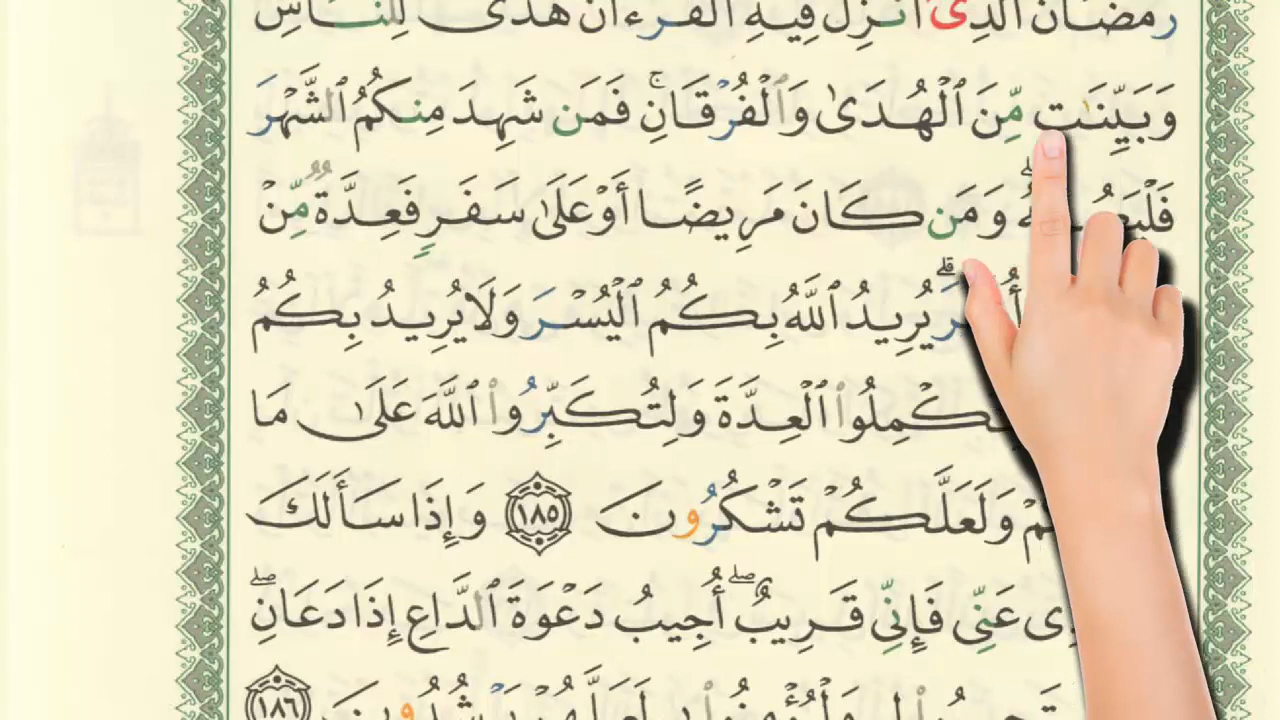 رَمَضَانَ ٱلَّذِىٓ أُنزِلَ فِيهِ ٱلْقُرْءَانُ هُدًى لِّلنَّاسِ
وَبَيِّنَٰتٍ مِّنَ ٱلْهُدَىٰ وَٱلْفُرْقَانِۚ فَمَن شَهِدَ مِنكُمُ ٱلشَّهْرَ
وَمَن كَانَ مَرِيضًا أَوْ عَلَىٰ سَفَرٍ فَعِدَّةٌ مِّنْ
يُرِيدُ ٱللَّهُ بِكُمُ ٱلْيُسْرَ وَلَا يُرِيدُ بِكُمُ
ٱلْعِدَّةَ وَلِتُكَبِّرُوا۟ ٱللَّهَ عَلَىٰ مَا
وَلَعَلَّكُمْ تَشْكُرُونَ ١٨٥ وَإِذَا سَأَلَكَ
عَنِّى فَإِنِّى قَرِيبٌۖ أُجِيبُ دَعْوَةَ ٱلدَّاعِ إِذَا دَعَانِۖ
١٨٦